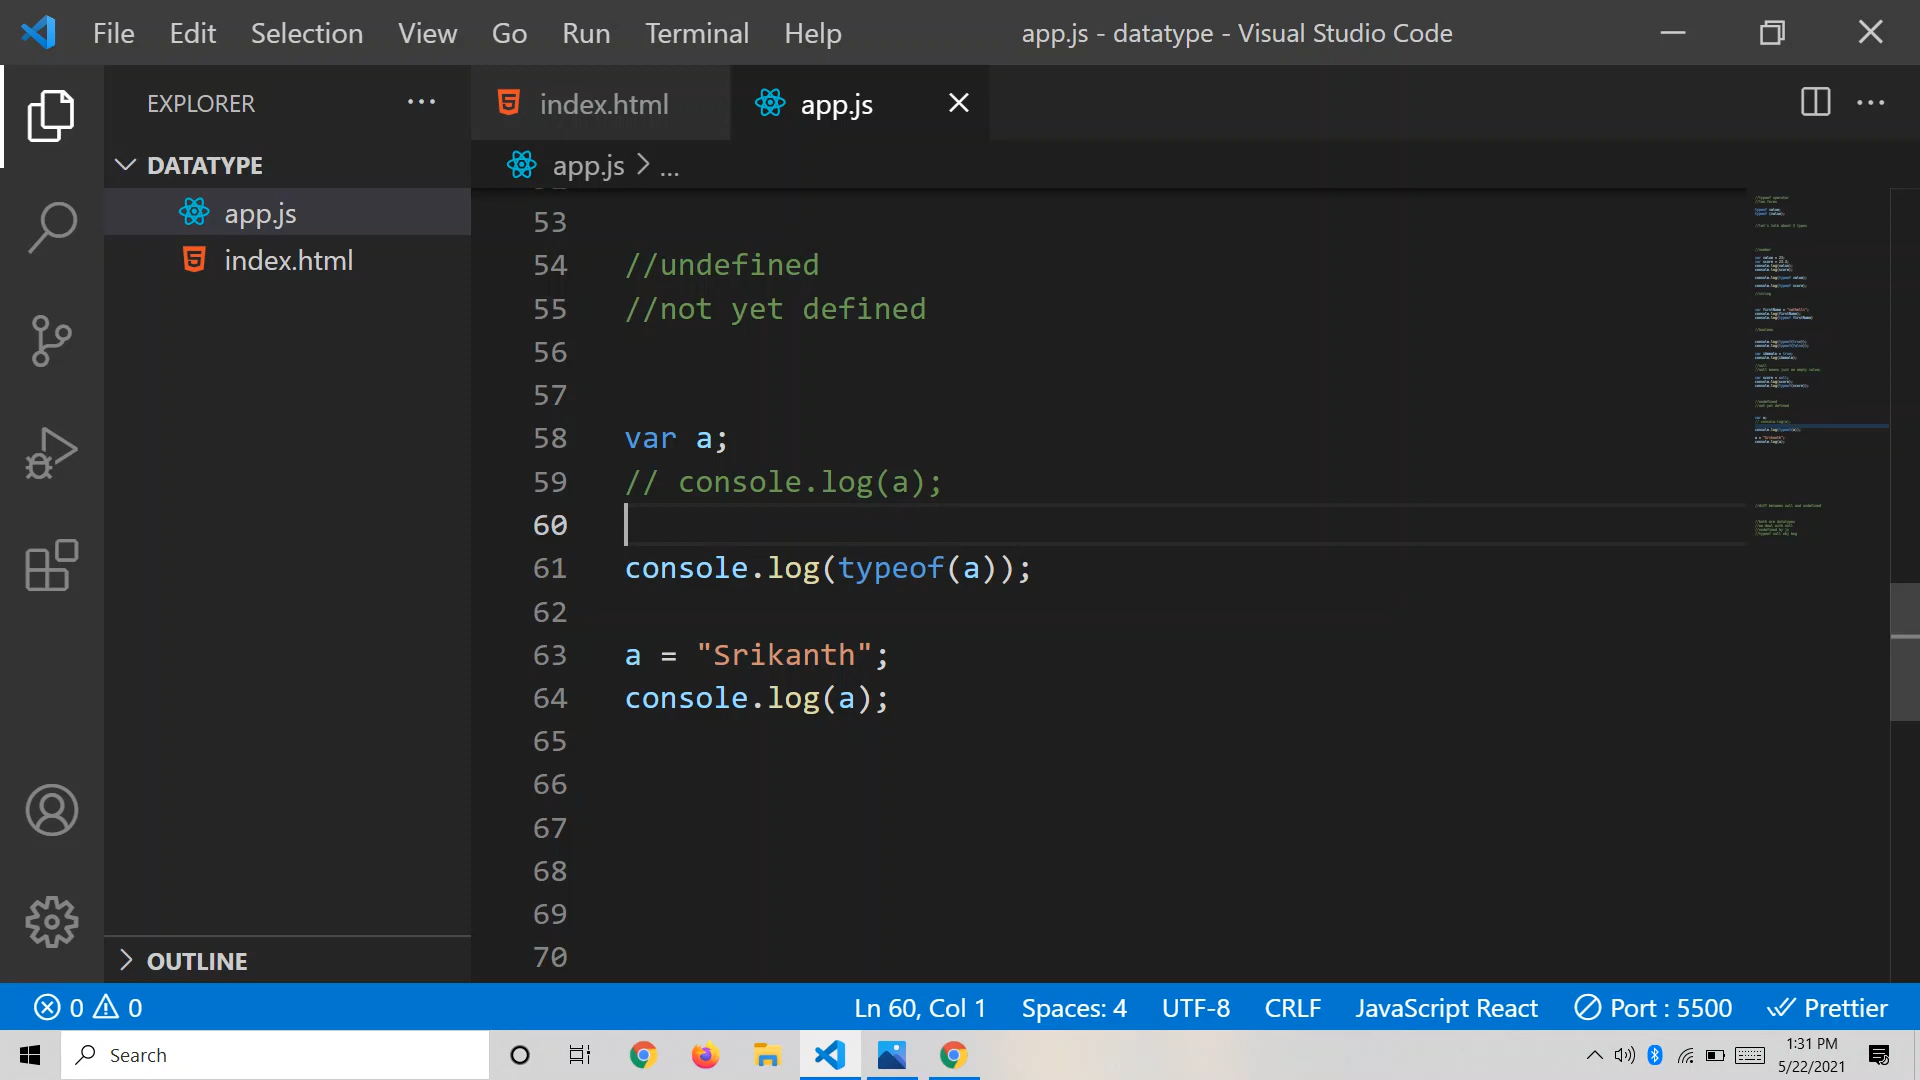 File Edit Selection View Go Run Terminal Help app.js - datatype - Visual Studio Code
EXPLORER
index.html app.js
DATATYPE
app.js > ...
app.js
index.html
53
54 //undefined
55 //not yet defined
56
57
58 var a;
59 // console.log(a);
60
61 console.log(typeof(a));
62
63 a = "Srikanth";
64 console.log(a);
65
66
67
68
69
70
OUTLINE
0 0 Ln 60, Col 1 Spaces: 4 UTF-8 CRLF JavaScript React Port : 5500 Prettier
Search
1:31 PM
5/22/2021